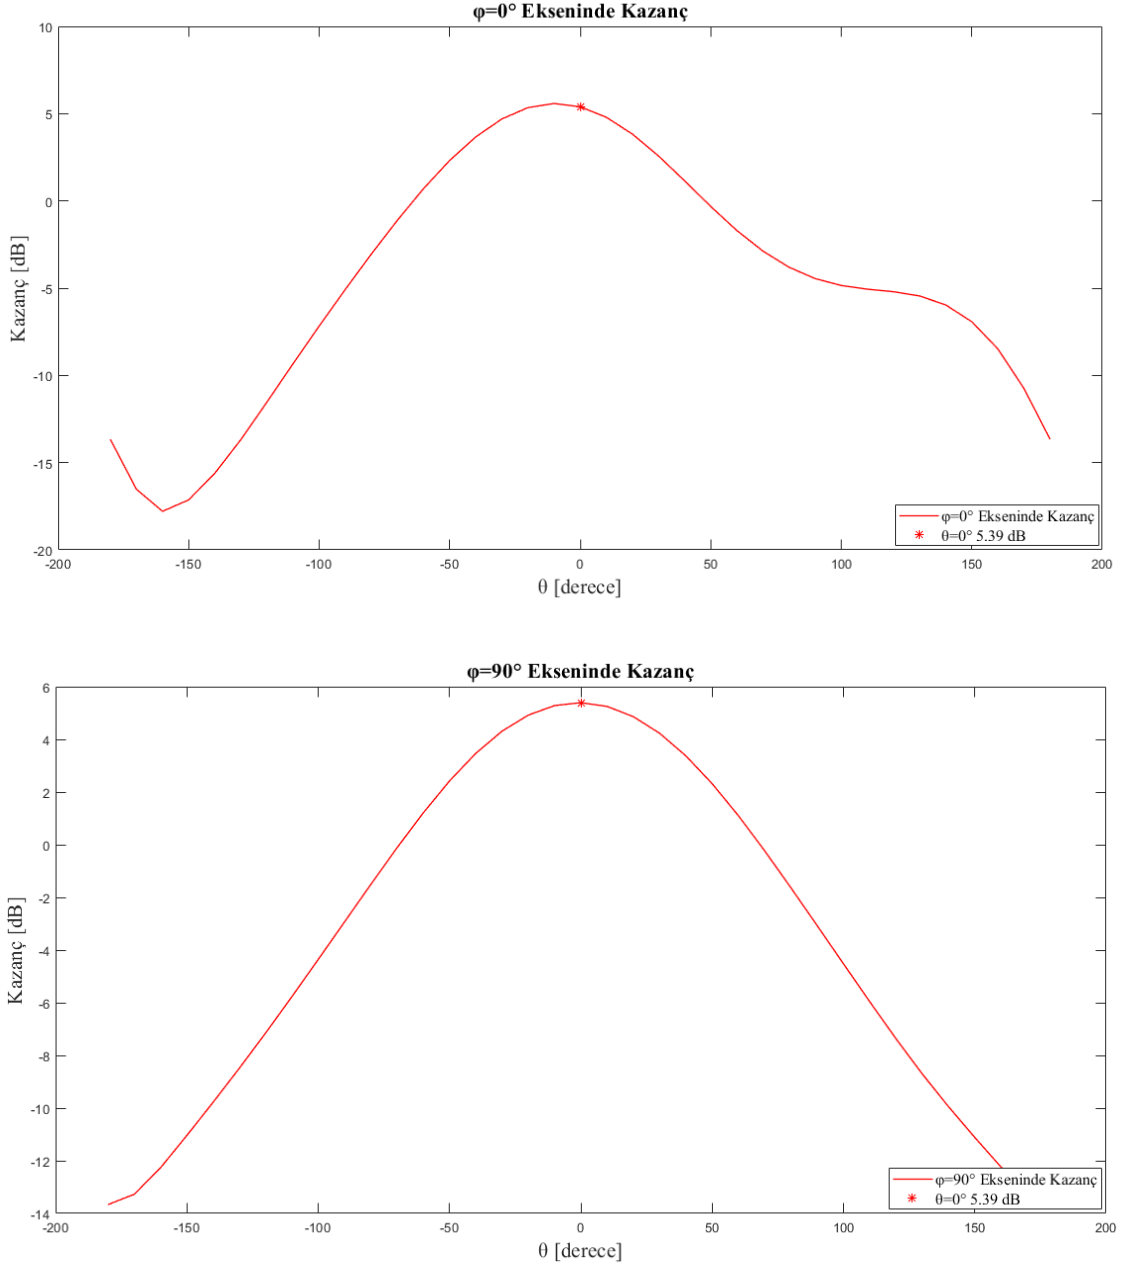 φ=0° Ekseninde Kazanç
10
5
0
-5
-10
-15
-20
Kazanç [dB]
-200 -150 -100 -50 0 50 100 150 200
θ [derece]
φ=0° Ekseninde Kazanç
θ=0° 5.39 dB
φ=90° Ekseninde Kazanç
6
4
2
0
-2
-4
-6
-8
-10
-12
-14
Kazanç [dB]
-200 -150 -100 -50 0 50 100 150 200
θ [derece]
φ=90° Ekseninde Kazanç
θ=0° 5.39 dB